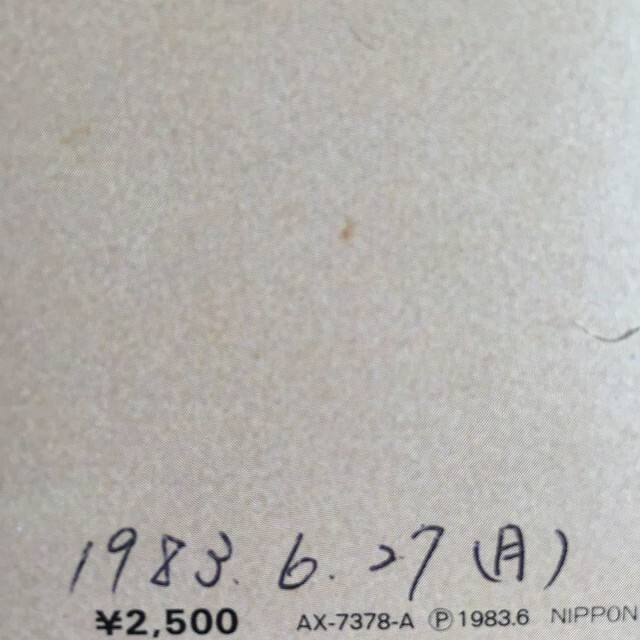 1983. 6. 27 (月)
¥2,500 AX-7378-A Ⓟ1983.6 NIPPON